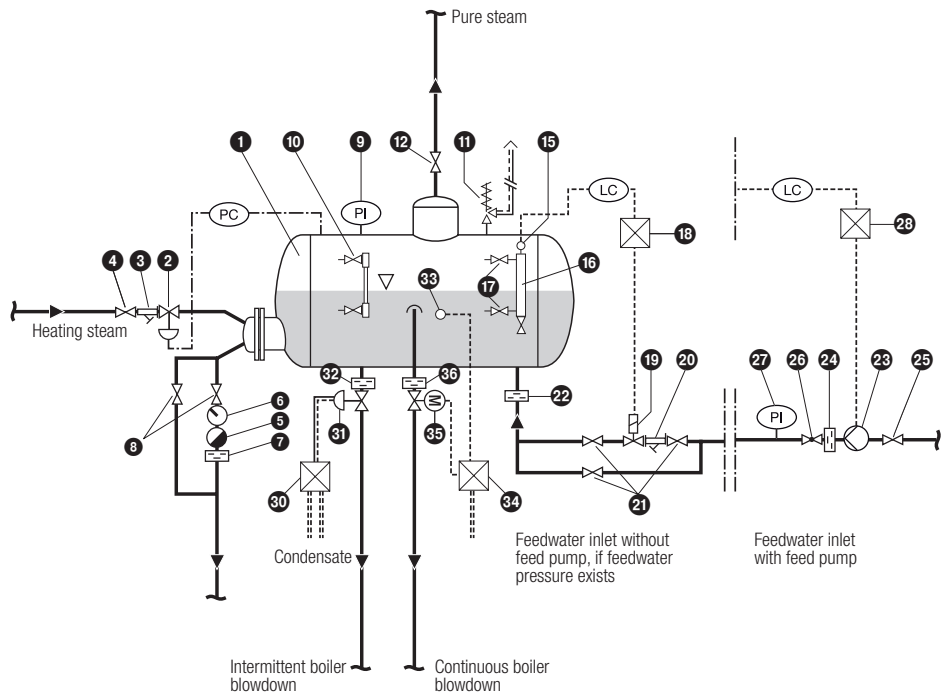 Pure steam
1
10
9
12
11
15
PI
LC
LC
PC
18
28
4
3
2
16
33
17
Heating steam
32
36
19
20
27
26
24
23
25
22
PI
6
8
5
31
M
35
7
30
34
21
Condensate
Feedwater inlet without
feed pump, if feedwater
pressure exists
Feedwater inlet
with feed pump
Intermittent boiler
blowdown
Continuous boiler
blowdown